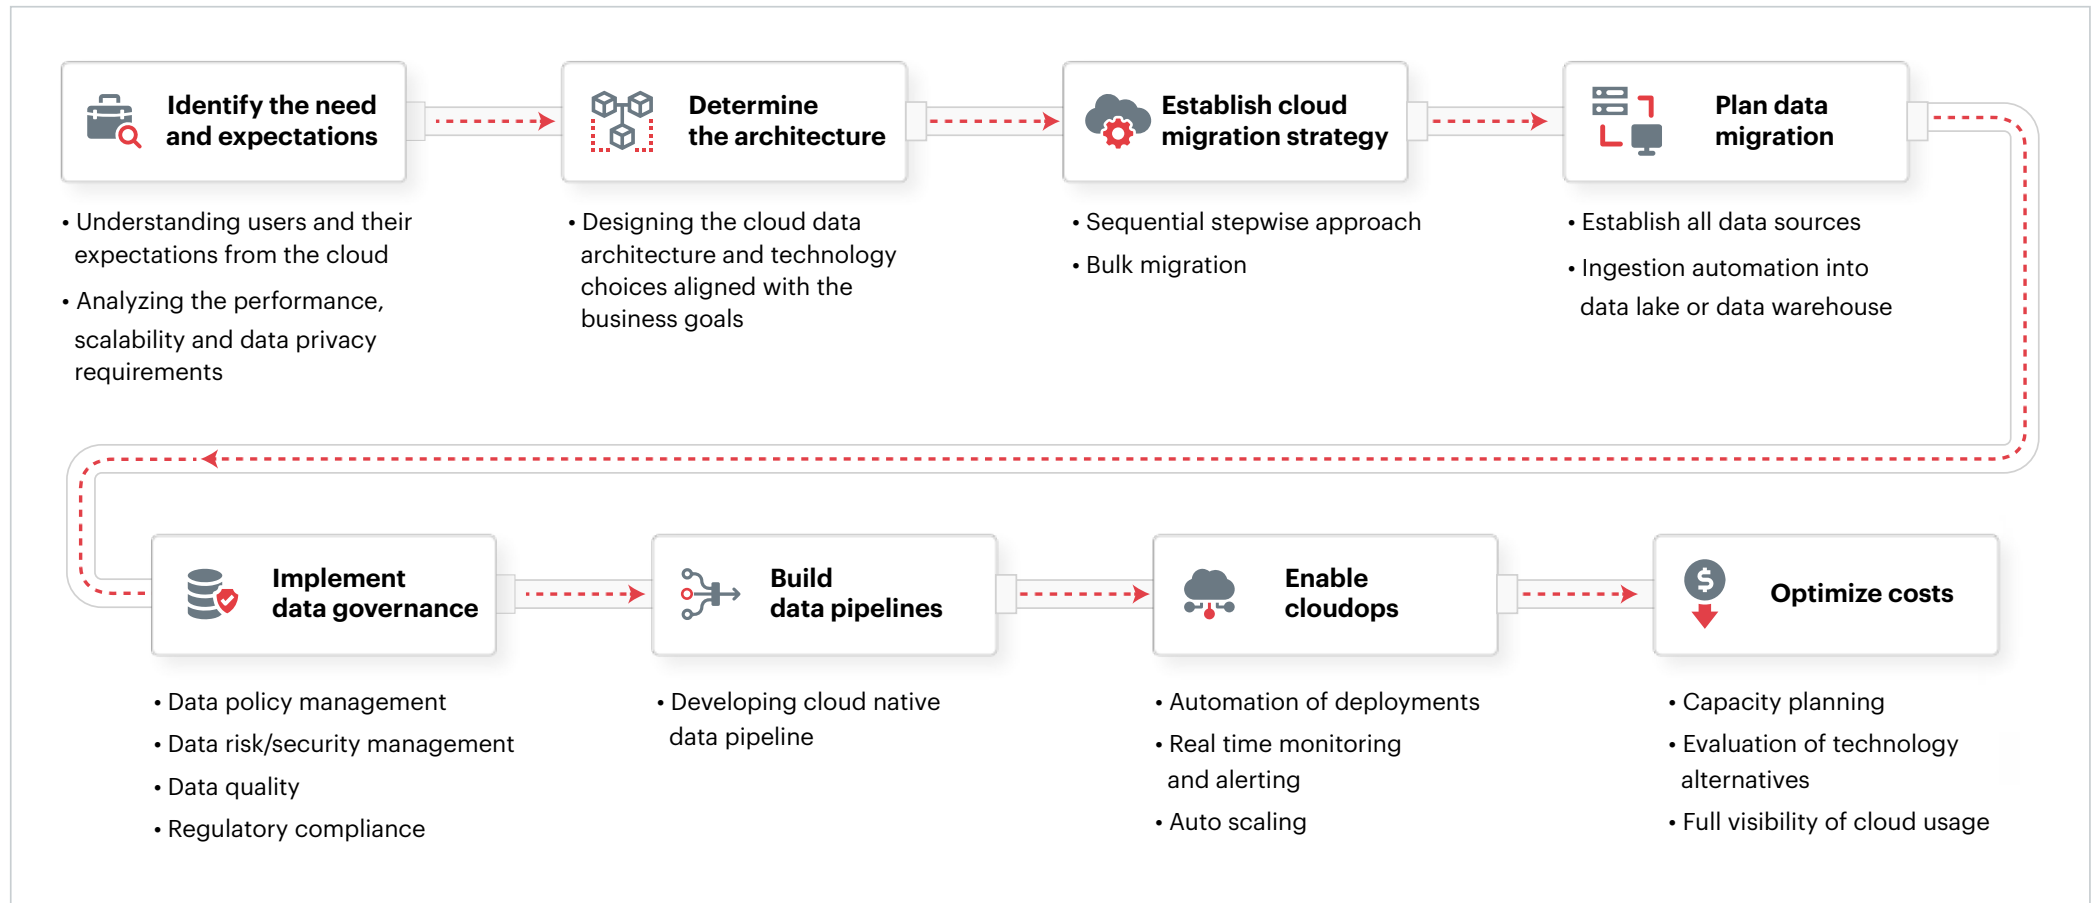 Identify the need
and expectations
• Understanding users and their
expectations from the cloud
• Analyzing the performance,
scalability and data privacy
requirements
Determine
the architecture
• Designing the cloud data
architecture and technology
choices aligned with the
business goals
Establish cloud
migration strategy
• Sequential stepwise approach
• Bulk migration
Plan data
migration
• Establish all data sources
• Ingestion automation into
data lake or data warehouse
Implement
data governance
• Data policy management
• Data risk/security management
• Data quality
• Regulatory compliance
Build
data pipelines
• Developing cloud native
data pipeline
Enable
cloudops
• Automation of deployments
• Real time monitoring
and alerting
• Auto scaling
$
Optimize costs
• Capacity planning
• Evaluation of technology
alternatives
• Full visibility of cloud usage